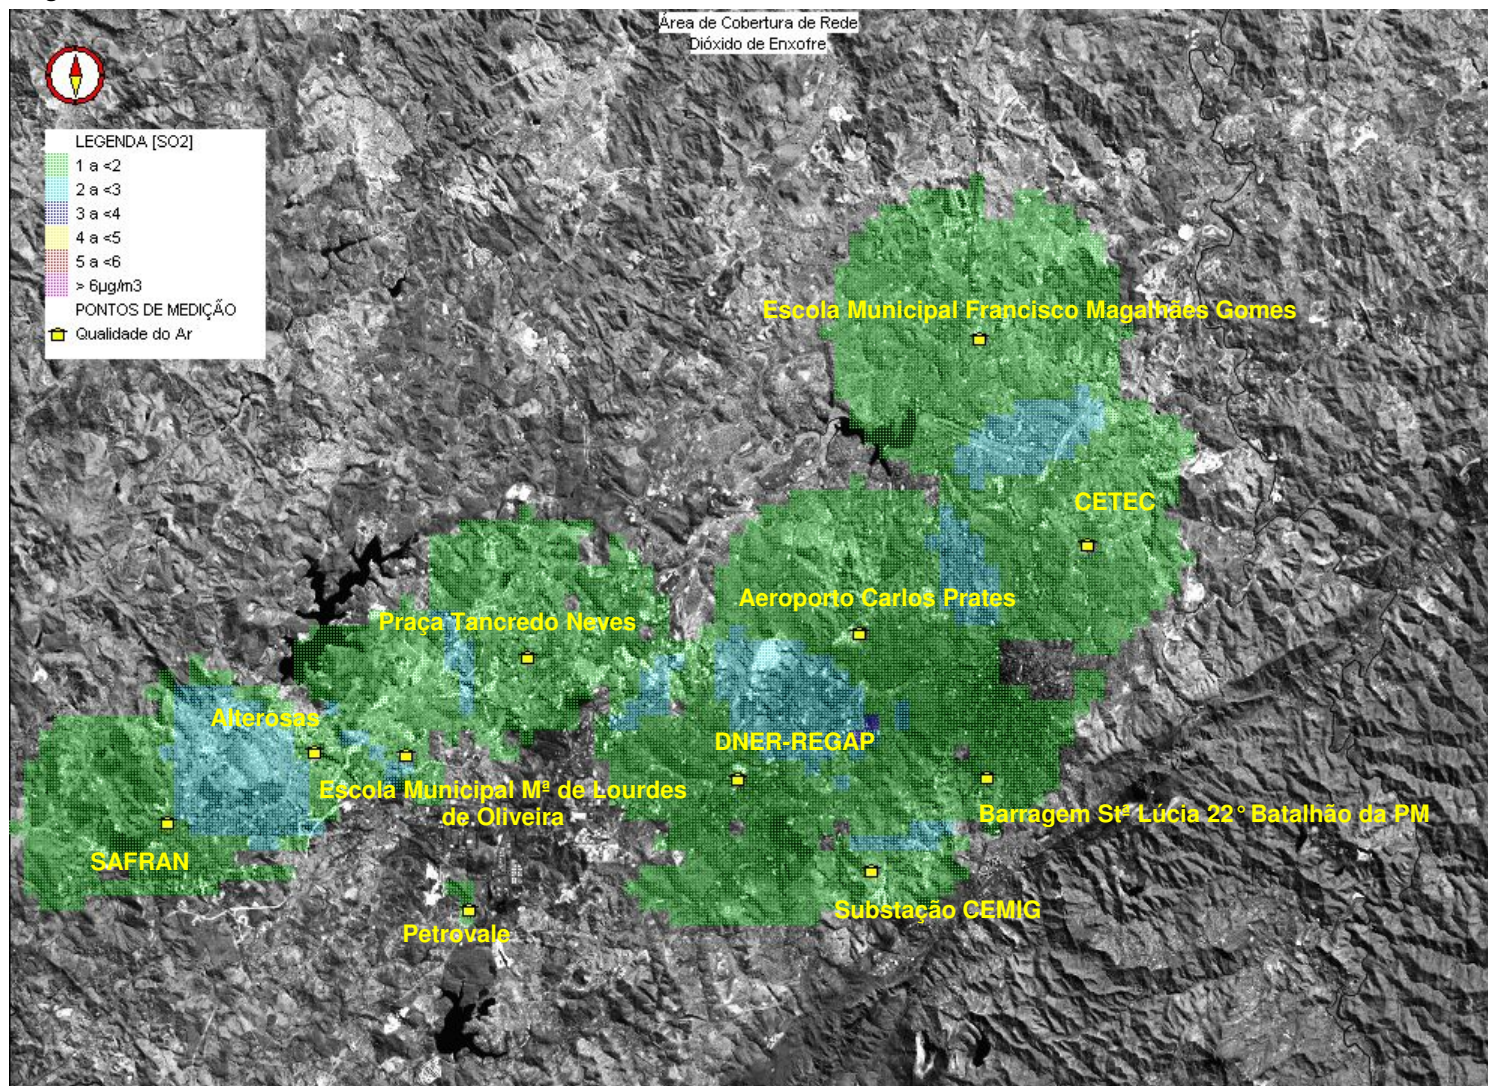 Área de Cobertura de Rede
Dióxido de Enxofre
LEGENDA [SO2]
1 a <2
2 a <3
3 a <4
4 a <5
5 a <6
> 6µg/m3
PONTOS DE MEDIÇÃO
Qualidade do Ar
Escola Municipal Francisco Magalhães Gomes
CETEC
Aeroporto Carlos Prates
Praça Tancredo Neves
Alterosas
DNER-REGAP
Escola Municipal Mª de Lourdes
de Oliveira
Barragem Stª Lúcia 22° Batalhão da PM
SAFRAN
Substação CEMIG
Petrovale